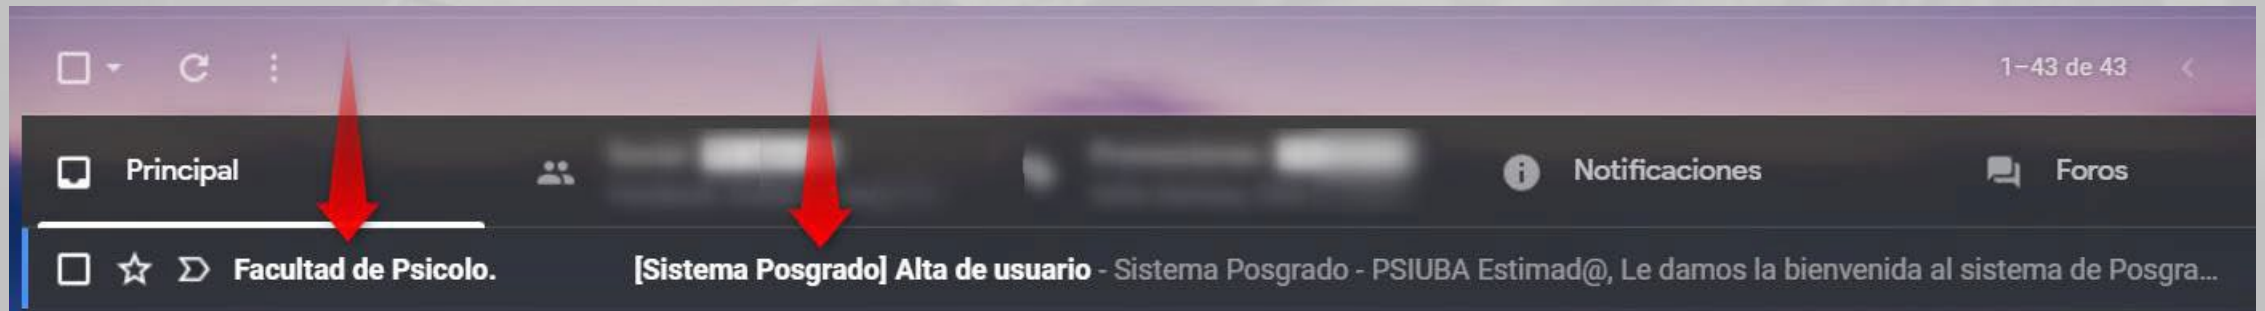 1–43 de 43
Principal
Notificaciones
Foros
Facultad de Psicolo. [Sistema Posgrado] Alta de usuario - Sistema Posgrado - PSIUBA Estimad@, Le damos la bienvenida al sistema de Posgra...